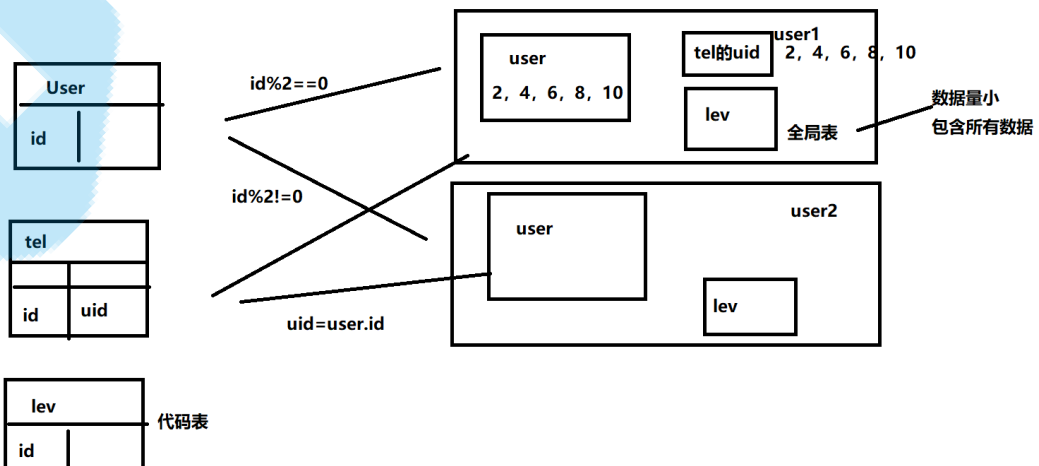 User
id
tel
id
uid
lev
id
代码表
id%2==0
id%2!=0
uid=user.id
user1
user
2，4，6，8，10
tel的uid
2，4，6，8，10
lev
全局表
数据量小
包含所有数据
user2
user
lev